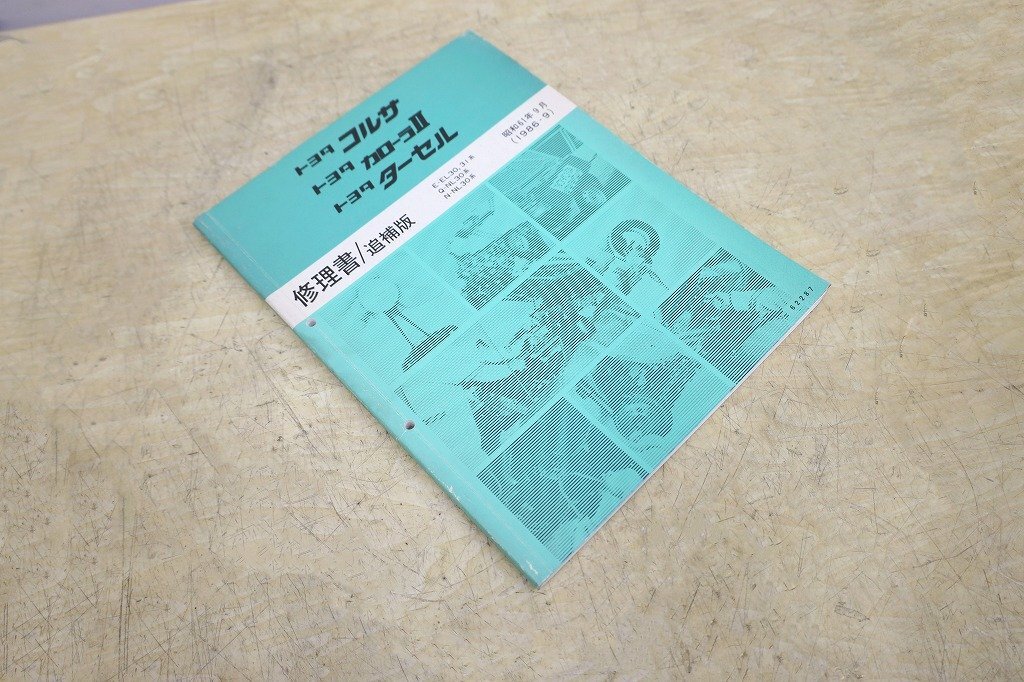 トヨタ コルサ
トヨタ カローラII
トヨタ ターセル
修理書/追補版
E-EL30,31系
Q-NL30系
N-NL30系
昭和61年9月
(1986-9)
62287